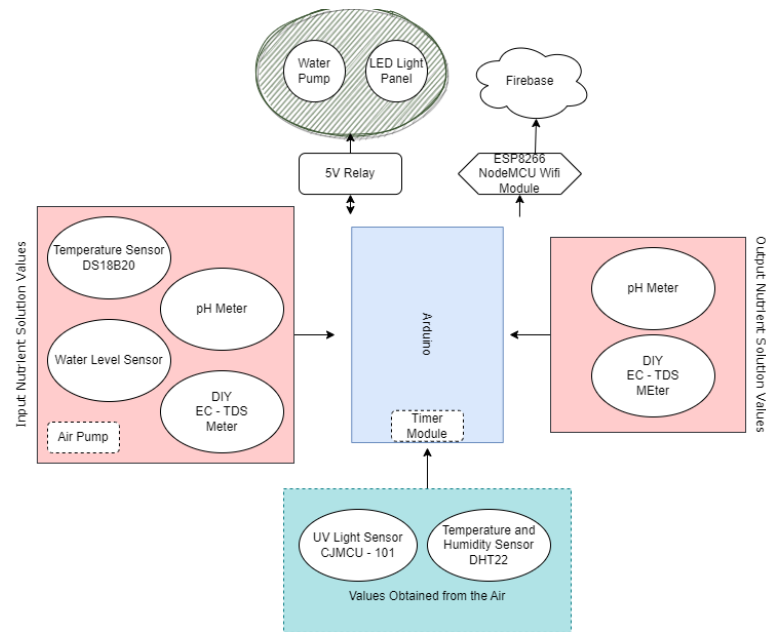 Water
Pump
LED Light
Panel
Firebase
5V Relay
ESP8266
NodeMCU Wifi
Module
Input Nutrient Solution Values
Temperature Sensor
DS18B20
pH Meter
Water Level Sensor
DIY
EC - TDS
Meter
Air Pump
Arduino
Timer
Module
Output Nutrient Solution Values
pH Meter
DIY
EC - TDS
MEter
UV Light Sensor
CJMCU - 101
Temperature and
Humidity Sensor
DHT22
Values Obtained from the Air